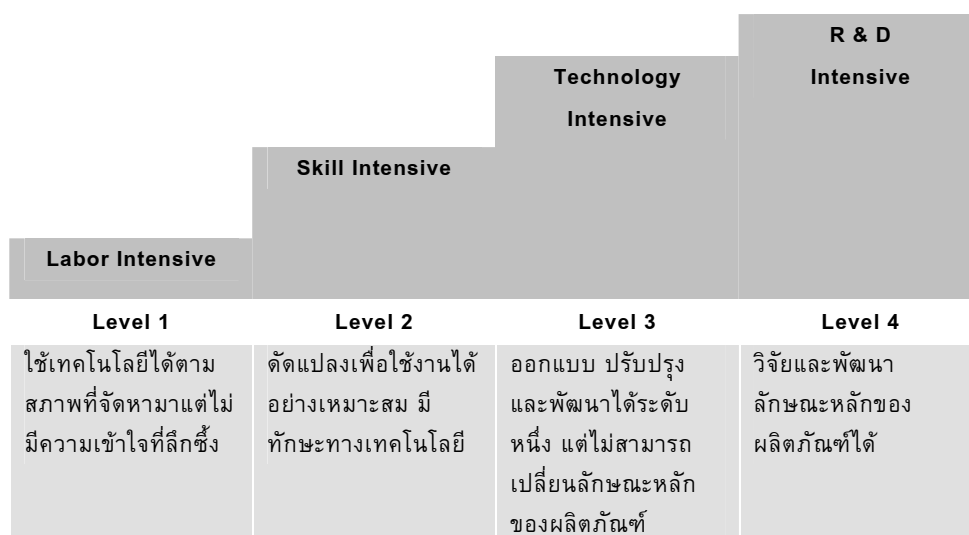 R & D
Intensive
Technology
Intensive
Skill Intensive
Labor Intensive
Level 1
Level 2
Level 3
Level 4
ใช้เทคโนโลยีได้ตาม
สภาพที่จัดหามาแต่ไม่
มีความเข้าใจที่ลึกซึ้ง
ดัดแปลงเพื่อใช้งานได้
อย่างเหมาะสม มี
ทักษะทางเทคโนโลยี
ออกแบบ ปรับปรุง
และพัฒนาได้ระดับ
หนึ่ง แต่ไม่สามารถ
เปลี่ยนลักษณะหลัก
ของผลิตภัณฑ์
วิจัยและพัฒนา
ลักษณะหลักของ
ผลิตภัณฑ์ได้